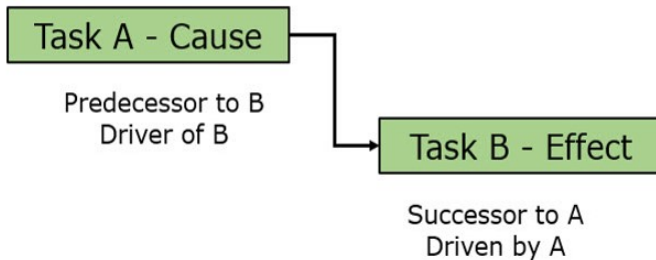 Task A - Cause
Predecessor to B
Driver of B
Task B - Effect
Successor to A
Driven by A